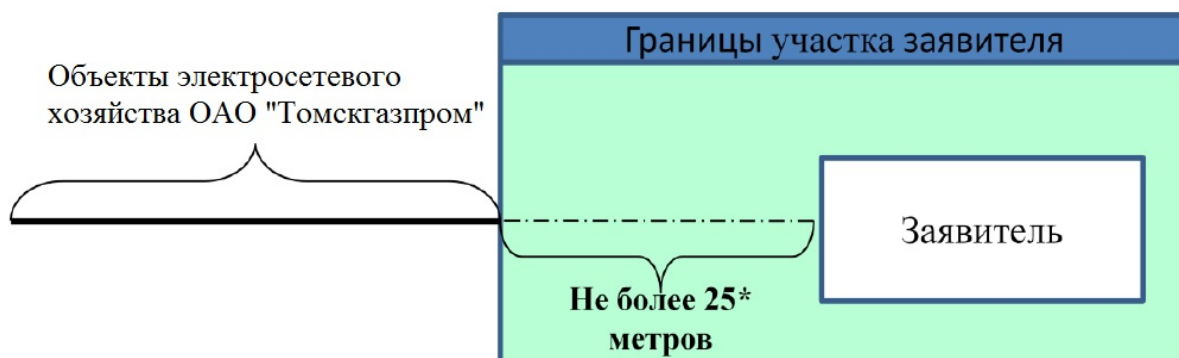 Границы участка заявителя
Объекты электросетевого
хозяйства ОАО "Томскгазпром"
Заявитель
Не более 25*
метров